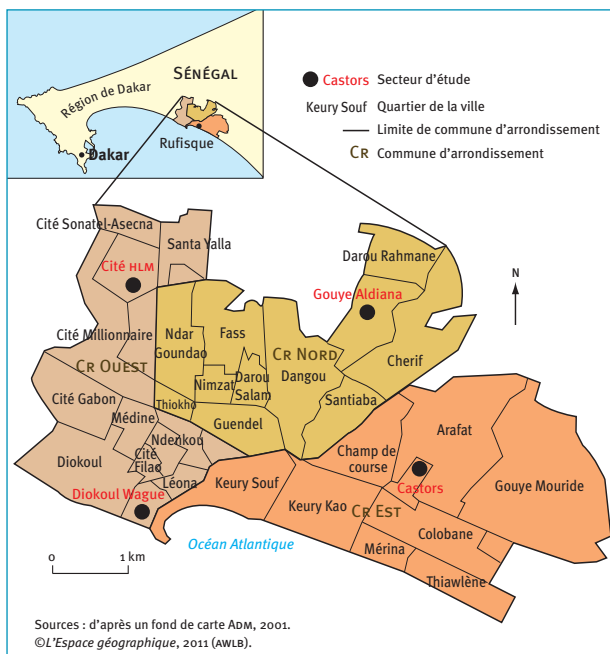 SÉNÉGAL
Région de Dakar
Dakar
Rufisque
Castors Secteur d'étude
Keury Souf Quartier de la ville
Limite de commune d'arrondissement
CR Commune d'arrondissement
N
Cité Sonatel-Asecna
Santa Yalla
Cité HLM
Darou Rahmane
Gouye Aldiana
Cité Millionnaire
Ndar
Goundao
Fass
CR NORD
Dangou
Cherif
CR OUEST
Cité Gabon
Nimzat
Darou
Salam
Santiaba
Thiokho
Guendel
Médine
Ndenkou
Cité
Filao
Diokoul
Léona
Diokoul Wague
Keury Souf
Champ de
course
Arafat
Castors
Gouye Mouride
Keury Kao
CR EST
Colobane
Mérina
Thiawlène
Océan Atlantique
0 1 km
Sources : d'après un fond de carte ADM, 2001.
©L'Espace géographique, 2011 (AWLB).